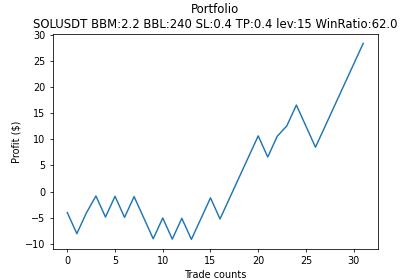 Portfolio
SOLUSDT BBM:2.2 BBL:240 SL:0.4 TP:0.4 lev:15 WinRatio:62.0
30
25
20
15
10
5
0
−5
−10
Profit ($)
0 5 10 15 20 25 30
Trade counts